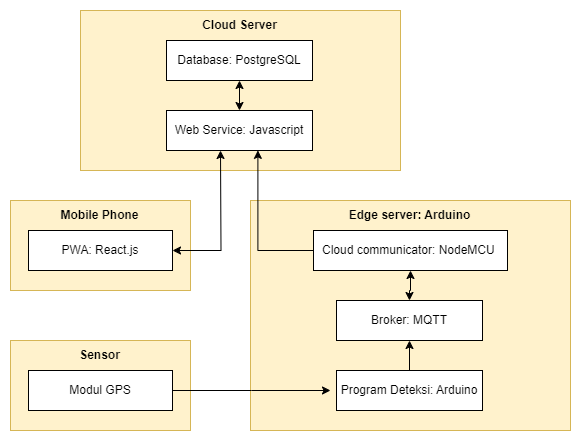 Cloud Server
Database: PostgreSQL
Web Service: Javascript
Mobile Phone
PWA: React.js
Edge server: Arduino
Cloud communicator: NodeMCU
Broker: MQTT
Sensor
Modul GPS
Program Deteksi: Arduino